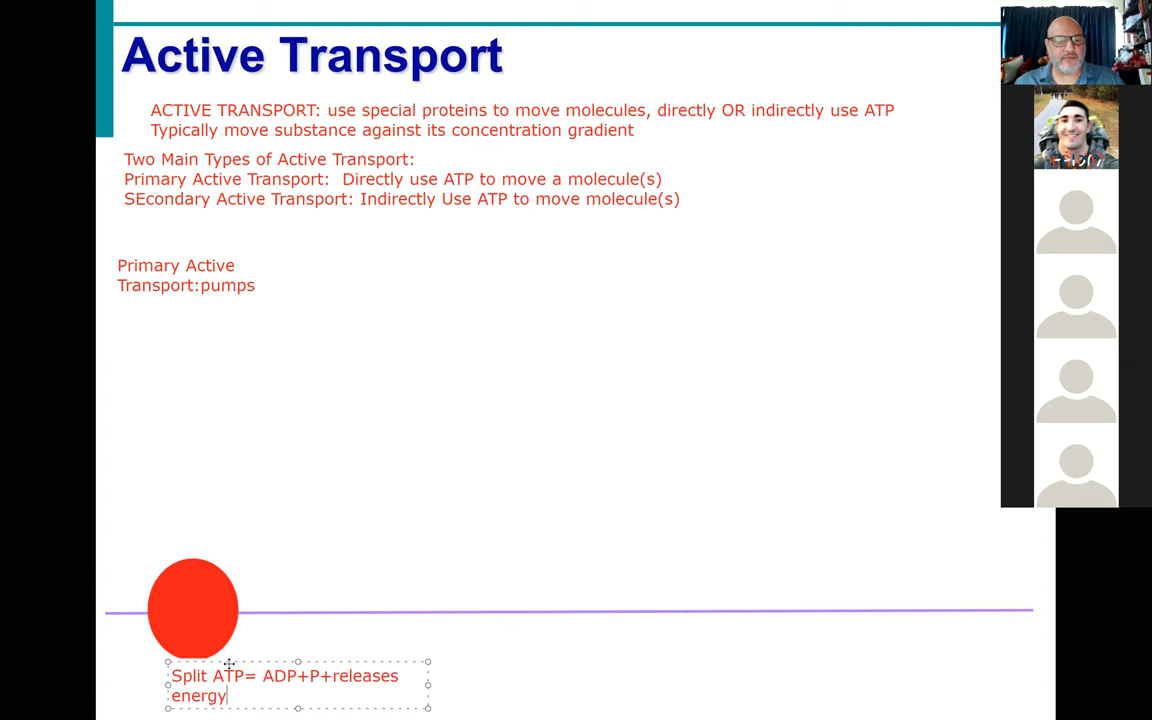 Active Transport
ACTIVE TRANSPORT: use special proteins to move molecules, directly OR indirectly use ATP
Typically move substance against its concentration gradient
Two Main Types of Active Transport:
Primary Active Transport:  Directly use ATP to move a molecule(s)
SEcondary Active Transport: Indirectly Use ATP to move molecule(s)
Primary Active
Transport:pumps
Split ATP= ADP+P+releases
energy